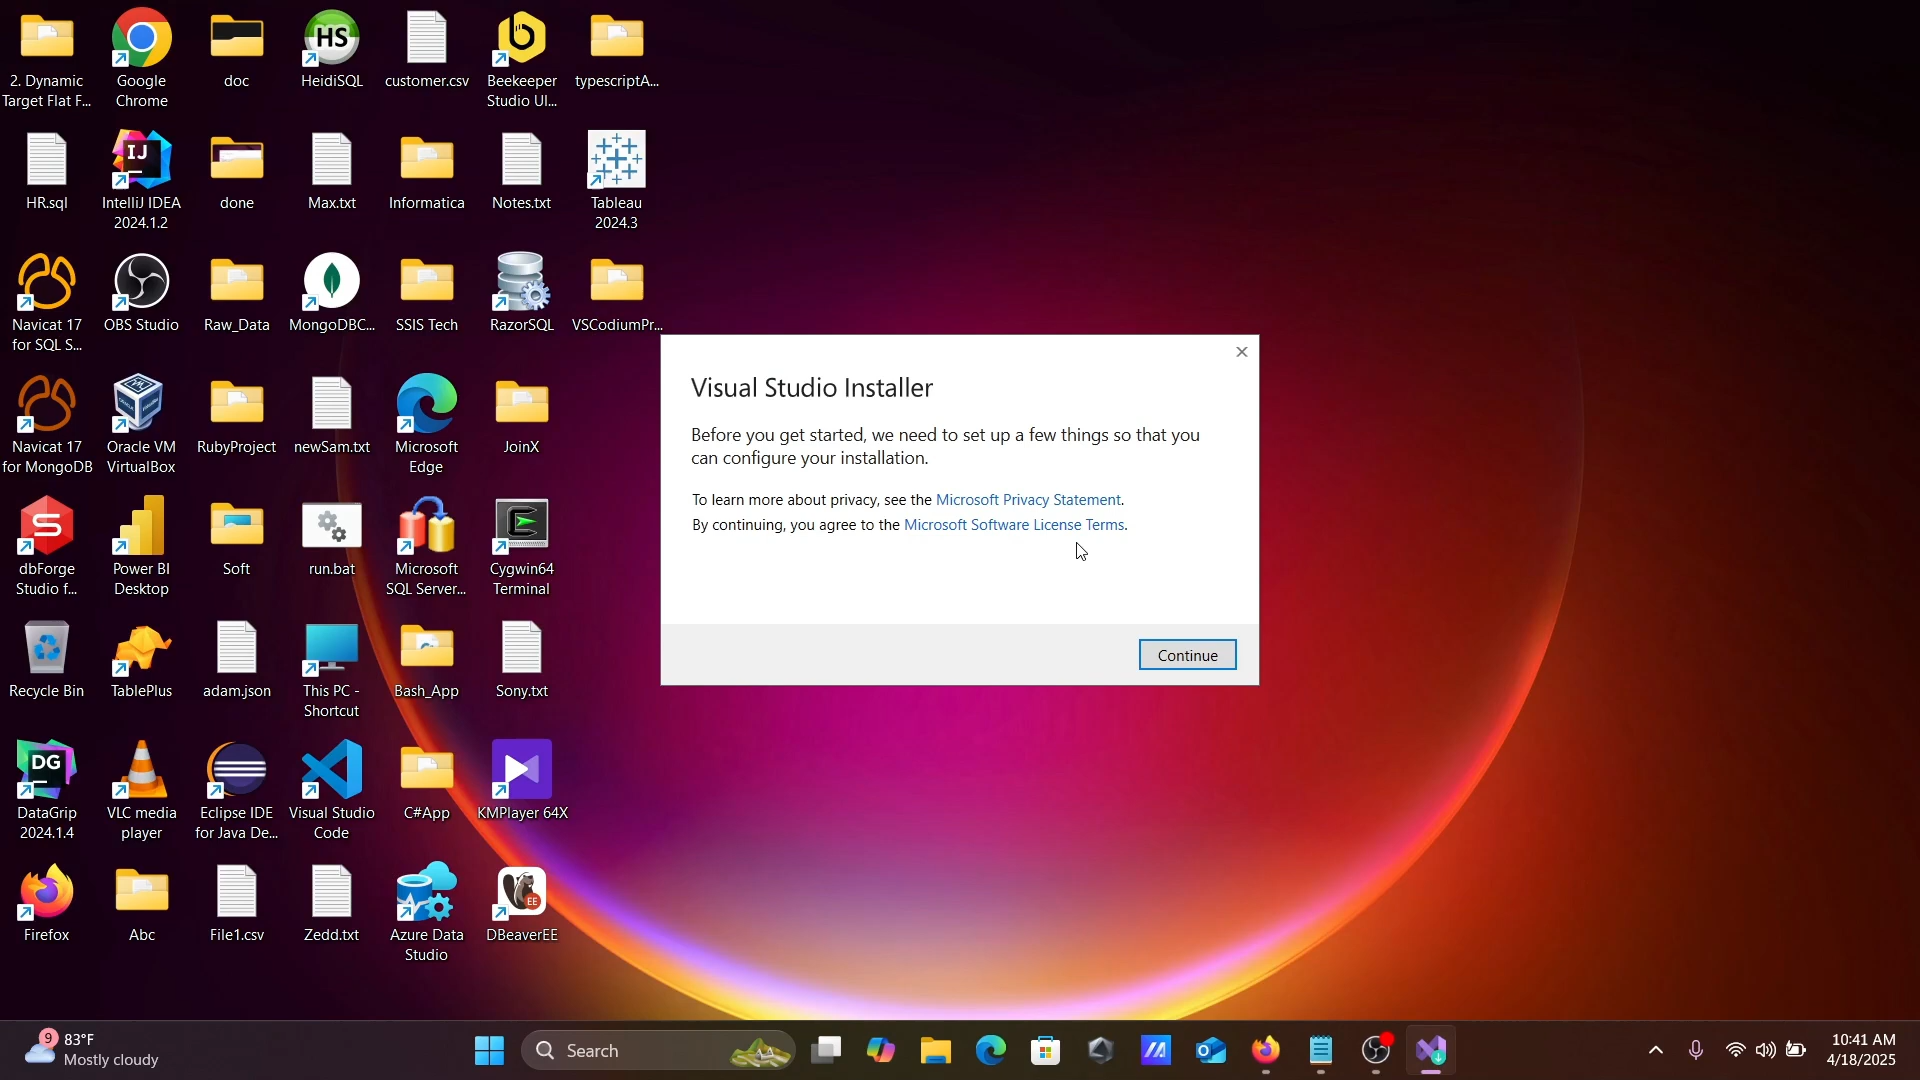 2. Dynamic
Target Flat F...
Google
Chrome
doc
HS
HeidiSQL
customer.csv
Beekeeper
Studio UI...
typescriptA...
HR.sql
IJ
IntelliJ IDEA
2024.1.2
done
Max.txt
Informatica
Notes.txt
Tableau
2024.3
Navicat 17
for SQL S...
OBS Studio
Raw_Data
MongoDBC...
SSIS Tech
RazorSQL
VSCodiumPr...
Navicat 17
for MongoDB
Oracle VM
VirtualBox
RubyProject
newSam.txt
Microsoft
Edge
JoinX
dbForge
Studio f...
Power BI
Desktop
Soft
run.bat
Microsoft
SQL Server...
Cygwin64
Terminal
Recycle Bin
TablePlus
adam.json
This PC -
Shortcut
Bash_App
Sony.txt
DG
DataGrip
2024.1.4
VLC media
player
Eclipse IDE
for Java De...
Visual Studio
Code
C#App
KMPlayer 64X
Firefox
Abc
File1.csv
Zedd.txt
Azure Data
Studio
EE
DBeaverEE
Visual Studio Installer
Before you get started, we need to set up a few things so that you
can configure your installation.
To learn more about privacy, see the Microsoft Privacy Statement.
By continuing, you agree to the Microsoft Software License Terms.
Continue
9
83°F
Mostly cloudy
Search
10:41 AM
4/18/2025